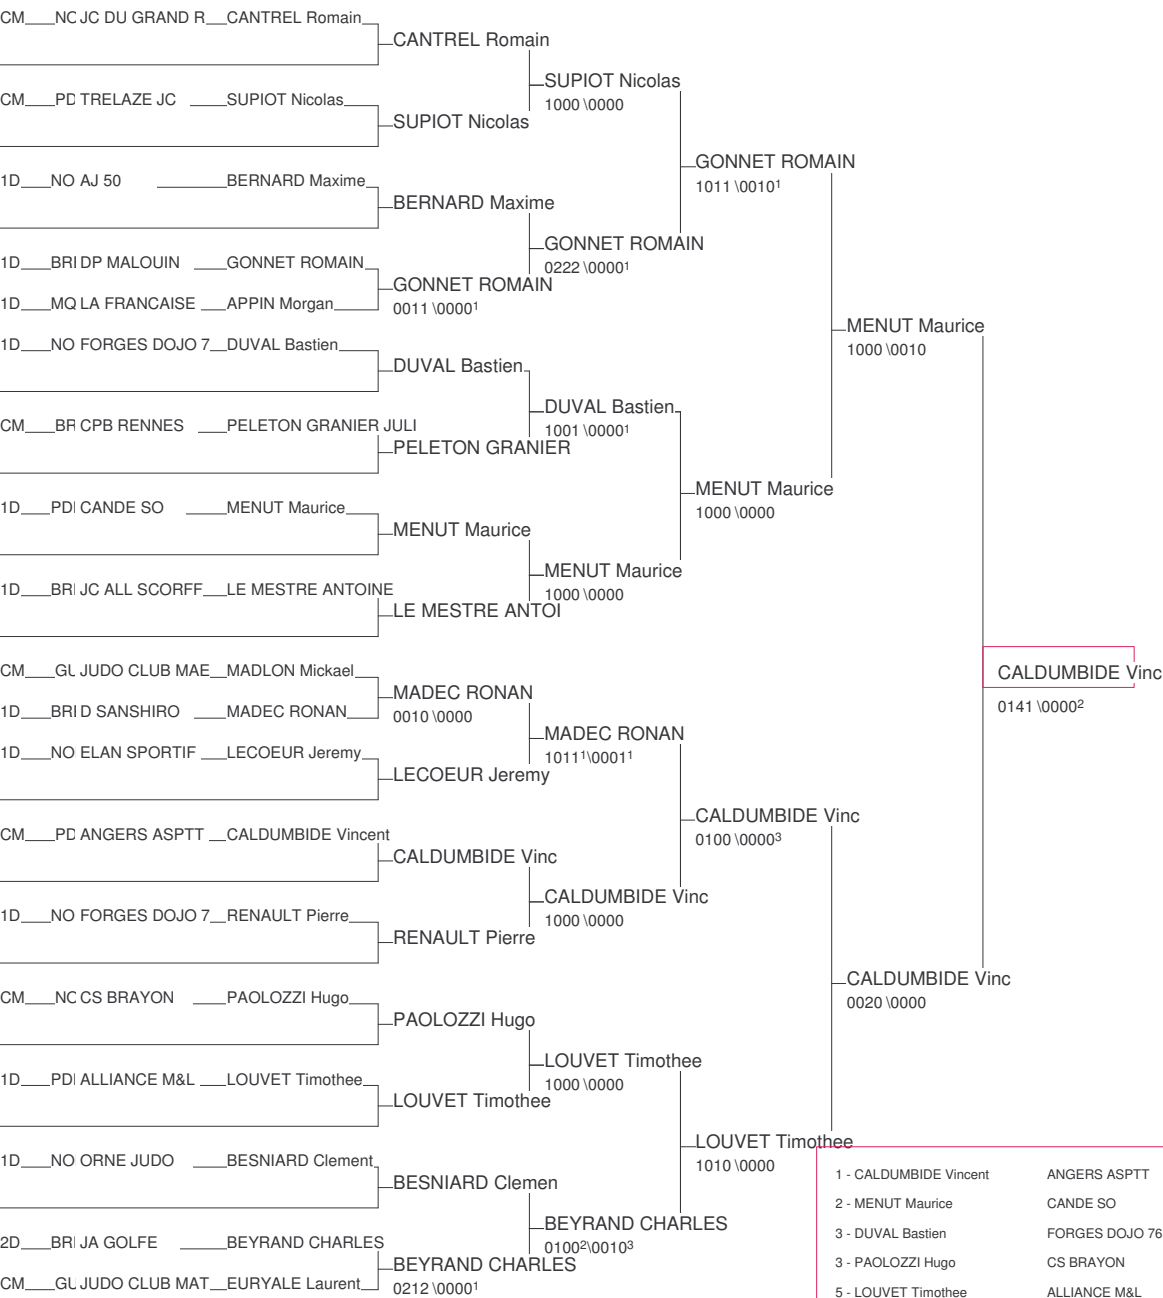 CM NC JC DU GRAND R CANTREL Romain
CANTREL Romain
SUPIOT Nicolas
1000 \0000
CM PD TRELAZE JC SUPIOT Nicolas
SUPIOT Nicolas
GONNET ROMAIN
1011 \0010¹
1D NO AJ 50 BERNARD Maxime
BERNARD Maxime
GONNET ROMAIN
0222 \0000¹
1D BRI DP MALOUIN GONNET ROMAIN
GONNET ROMAIN
0011 \0000¹
1D MQ LA FRANCAISE APPIN Morgan
MENUT Maurice
1000 \0010
1D NO FORGES DOJO 7 DUVAL Bastien
DUVAL Bastien
DUVAL Bastien
1001 \0000¹
CM BR CPB RENNES PELETON GRANIER JULI
PELETON GRANIER
MENUT Maurice
1000 \0000
1D PDI CANDE SO MENUT Maurice
MENUT Maurice
MENUT Maurice
1000 \0000
1D BRI JC ALL SCORFF LE MESTRE ANTOINE
LE MESTRE ANTOI
CALDUMBIDE Vinc
0141 \0000²
CM GU JUDO CLUB MAE MADLON Mickael
MADEC RONAN
0010 \0000
1D BRI D SANSHIRO MADEC RONAN
MADEC RONAN
1011¹\0001¹
1D NO ELAN SPORTIF LECOEUR Jeremy
LECOEUR Jeremy
CALDUMBIDE Vinc
0100 \0000³
CM PD ANGERS ASPTT CALDUMBIDE Vincent
CALDUMBIDE Vinc
CALDUMBIDE Vinc
1000 \0000
1D NO FORGES DOJO 7 RENAULT Pierre
RENAULT Pierre
CALDUMBIDE Vinc
0020 \0000
CM NC CS BRAYON PAOLOZZI Hugo
PAOLOZZI Hugo
LOUVET Timothee
1000 \0000
1D PDI ALLIANCE M&L LOUVET Timothee
LOUVET Timothee
LOUVET Timothee
1010 \0000
1D NO ORNE JUDO BESNIARD Clement
BESNIARD Clemen
BEYRAND CHARLES
0100²\0010³
2D BRI JA GOLFE BEYRAND CHARLES
BEYRAND CHARLES
0212 \0000¹
CM GU JUDO CLUB MAT EURYALE Laurent
1 - CALDUMBIDE Vincent ANGERS ASPTT
2 - MENUT Maurice CANDE SO
3 - DUVAL Bastien FORGES DOJO 76
3 - PAOLOZZI Hugo CS BRAYON
5 - LOUVET Timothee ALLIANCE M&L